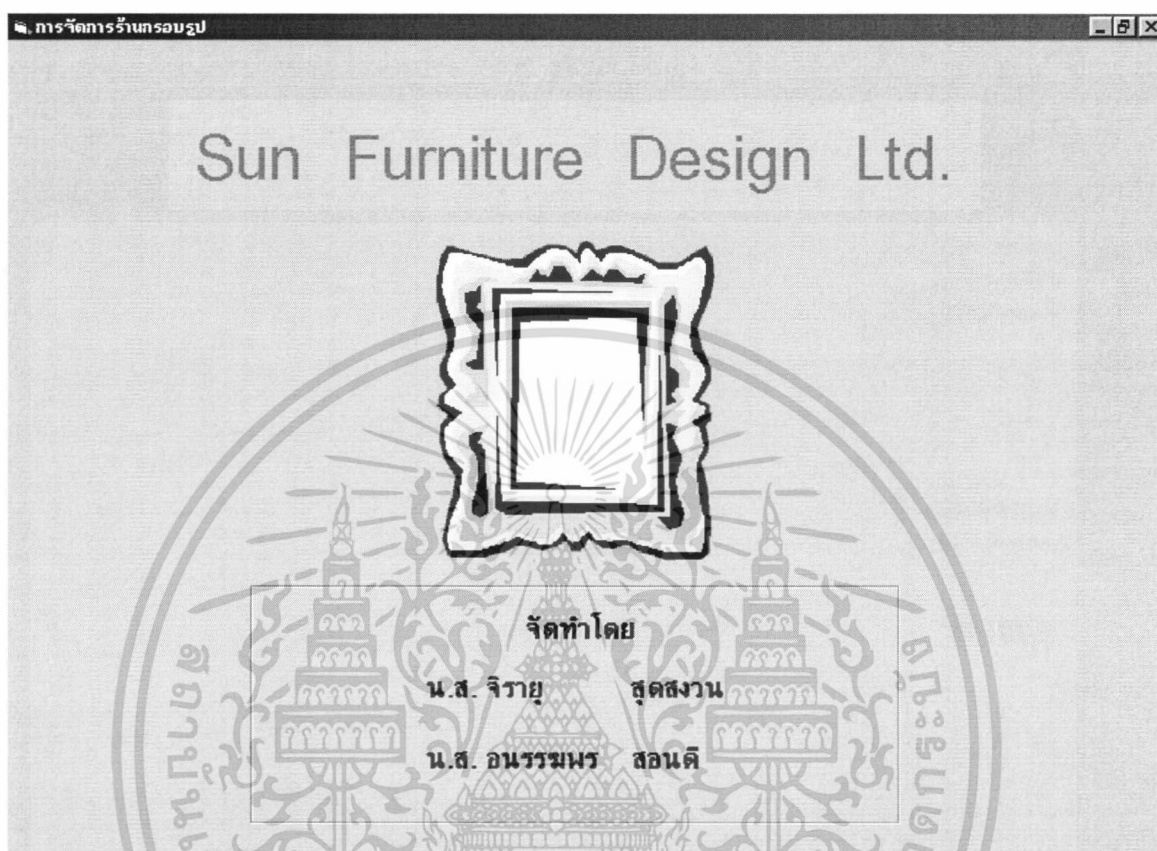 การจัดการร้านกรอบรูป
Sun Furniture Design Ltd.
จัดทำโดย
น.ส. จิรายุ สุดสงวน
น.ส. อนรรฆพร สอนดี